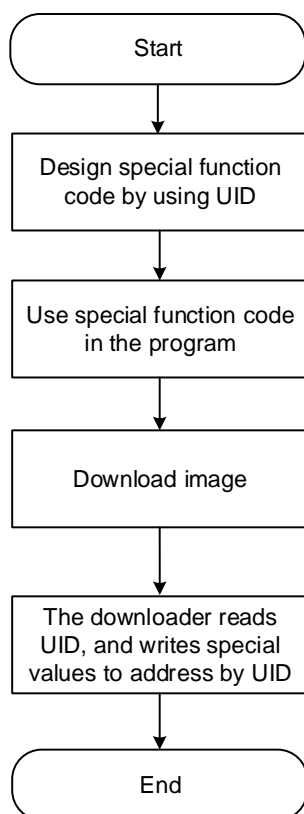 Start
Design special function
code by using UID
Use special function code
in the program
Download image
The downloader reads
UID, and writes special
values to address by UID
End